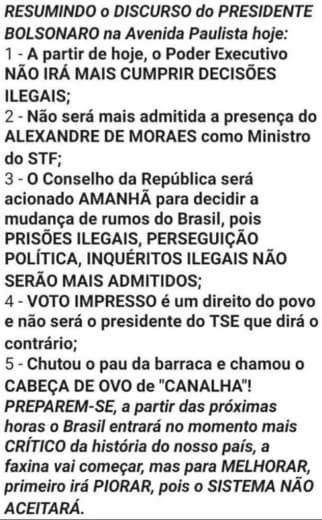 RESUMINDO o DISCURSO do PRESIDENTE
BOLSONARO na Avenida Paulista hoje:
1 - A partir de hoje, o Poder Executivo
NÃO IRÁ MAIS CUMPRIR DECISÕES
ILEGAIS;
2 - Não será mais admitida a presença do
ALEXANDRE DE MORAES como Ministro
do STF;
3 - O Conselho da República será
acionado AMANHÃ para decidir a
mudança de rumos do Brasil, pois
PRISÕES ILEGAIS, PERSEGUIÇÃO
POLÍTICA, INQUÉRITOS ILEGAIS NÃO
SERÃO MAIS ADMITIDOS;
4 - VOTO IMPRESSO é um direito do povo
e não será o presidente do TSE que dirá o
contrário;
5 - Chutou o pau da barraca e chamou o
CABEÇA DE OVO de "CANALHA"!
PREPAREM-SE, a partir das próximas
horas o Brasil entrará no momento mais
CRÍTICO da história do nosso país, a
faxina vai começar, mas para MELHORAR,
primeiro irá PIORAR, pois o SISTEMA NÃO
ACEITARÁ.